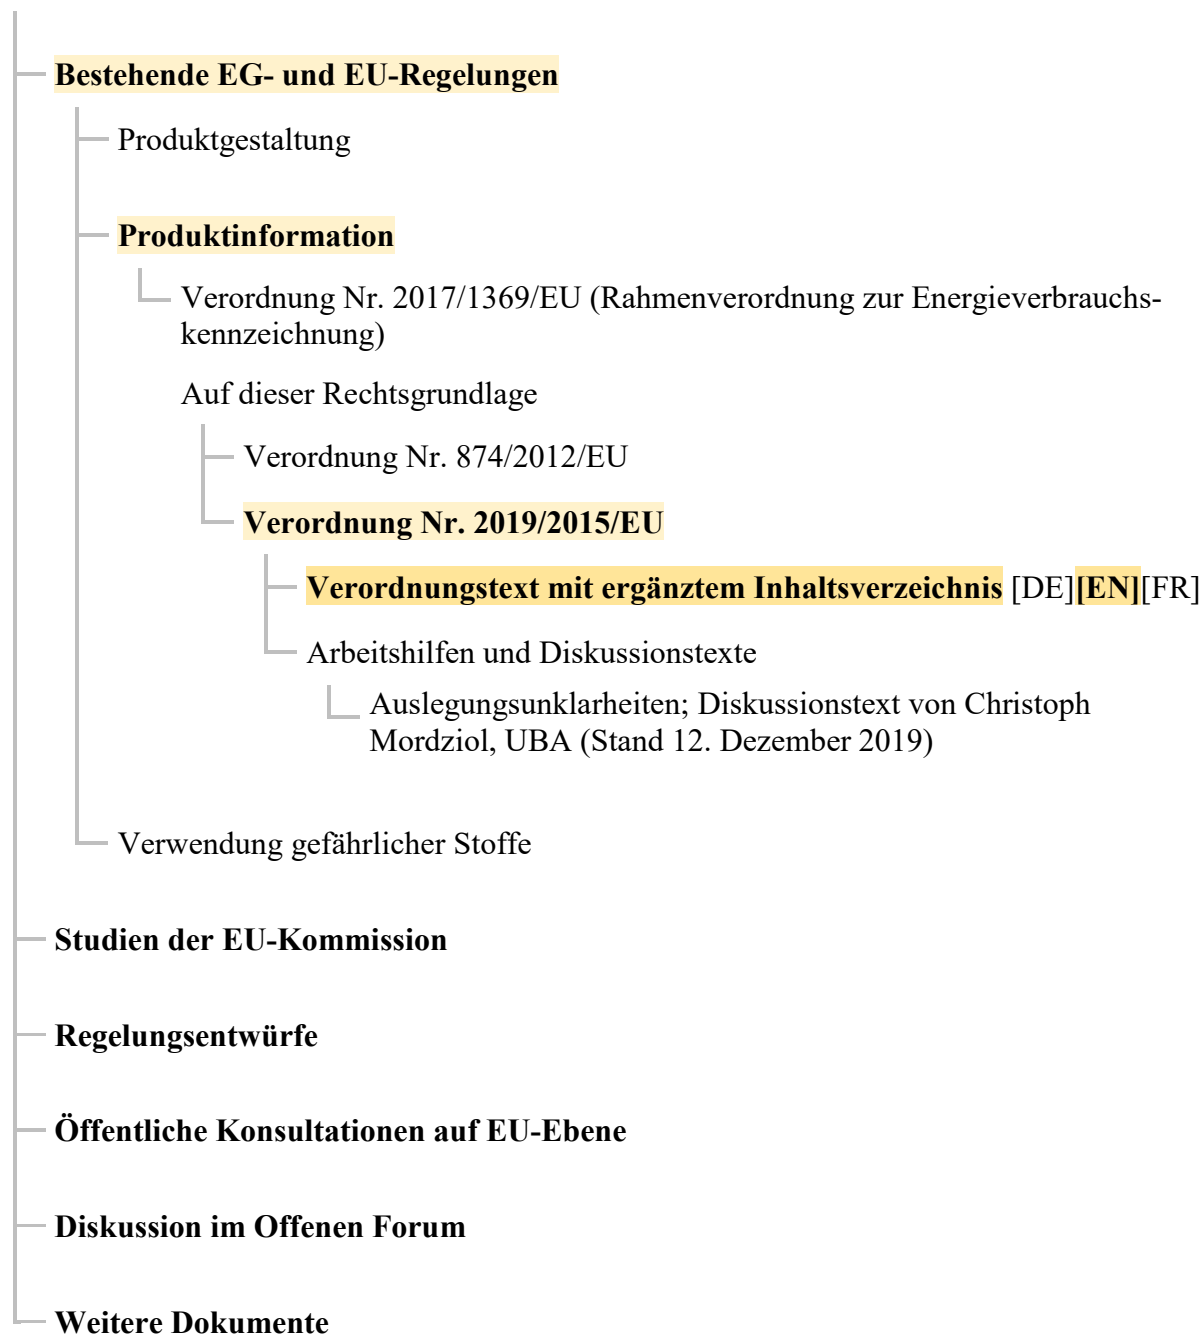 Bestehende EG- und EU-Regelungen
Produktgestaltung
Produktinformation
Verordnung Nr. 2017/1369/EU (Rahmenverordnung zur Energieverbrauchs-
kennzeichnung)
Auf dieser Rechtsgrundlage
Verordnung Nr. 874/2012/EU
Verordnung Nr. 2019/2015/EU
Verordnungstext mit ergänztem Inhaltsverzeichnis [DE][EN][FR]
Arbeitshilfen und Diskussionstexte
Auslegungsunklarheiten; Diskussionstext von Christoph
Mordziol, UBA (Stand 12. Dezember 2019)
Verwendung gefährlicher Stoffe
Studien der EU-Kommission
Regelungsentwürfe
Öffentliche Konsultationen auf EU-Ebene
Diskussion im Offenen Forum
Weitere Dokumente